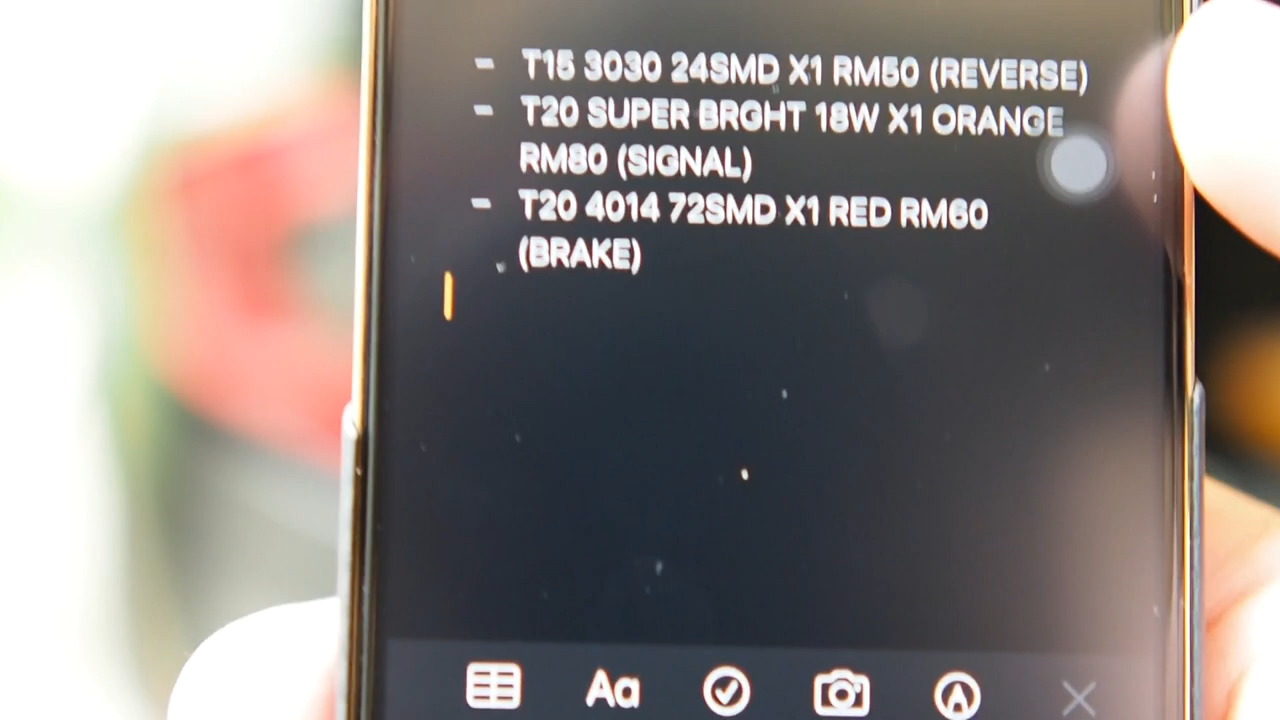 - T15 3030 24SMD X1 RM50 (REVERSE)
- T20 SUPER BRGHT 18W X1 ORANGE
RM80 (SIGNAL)
- T20 4014 72SMD X1 RED RM60
(BRAKE)
Aa